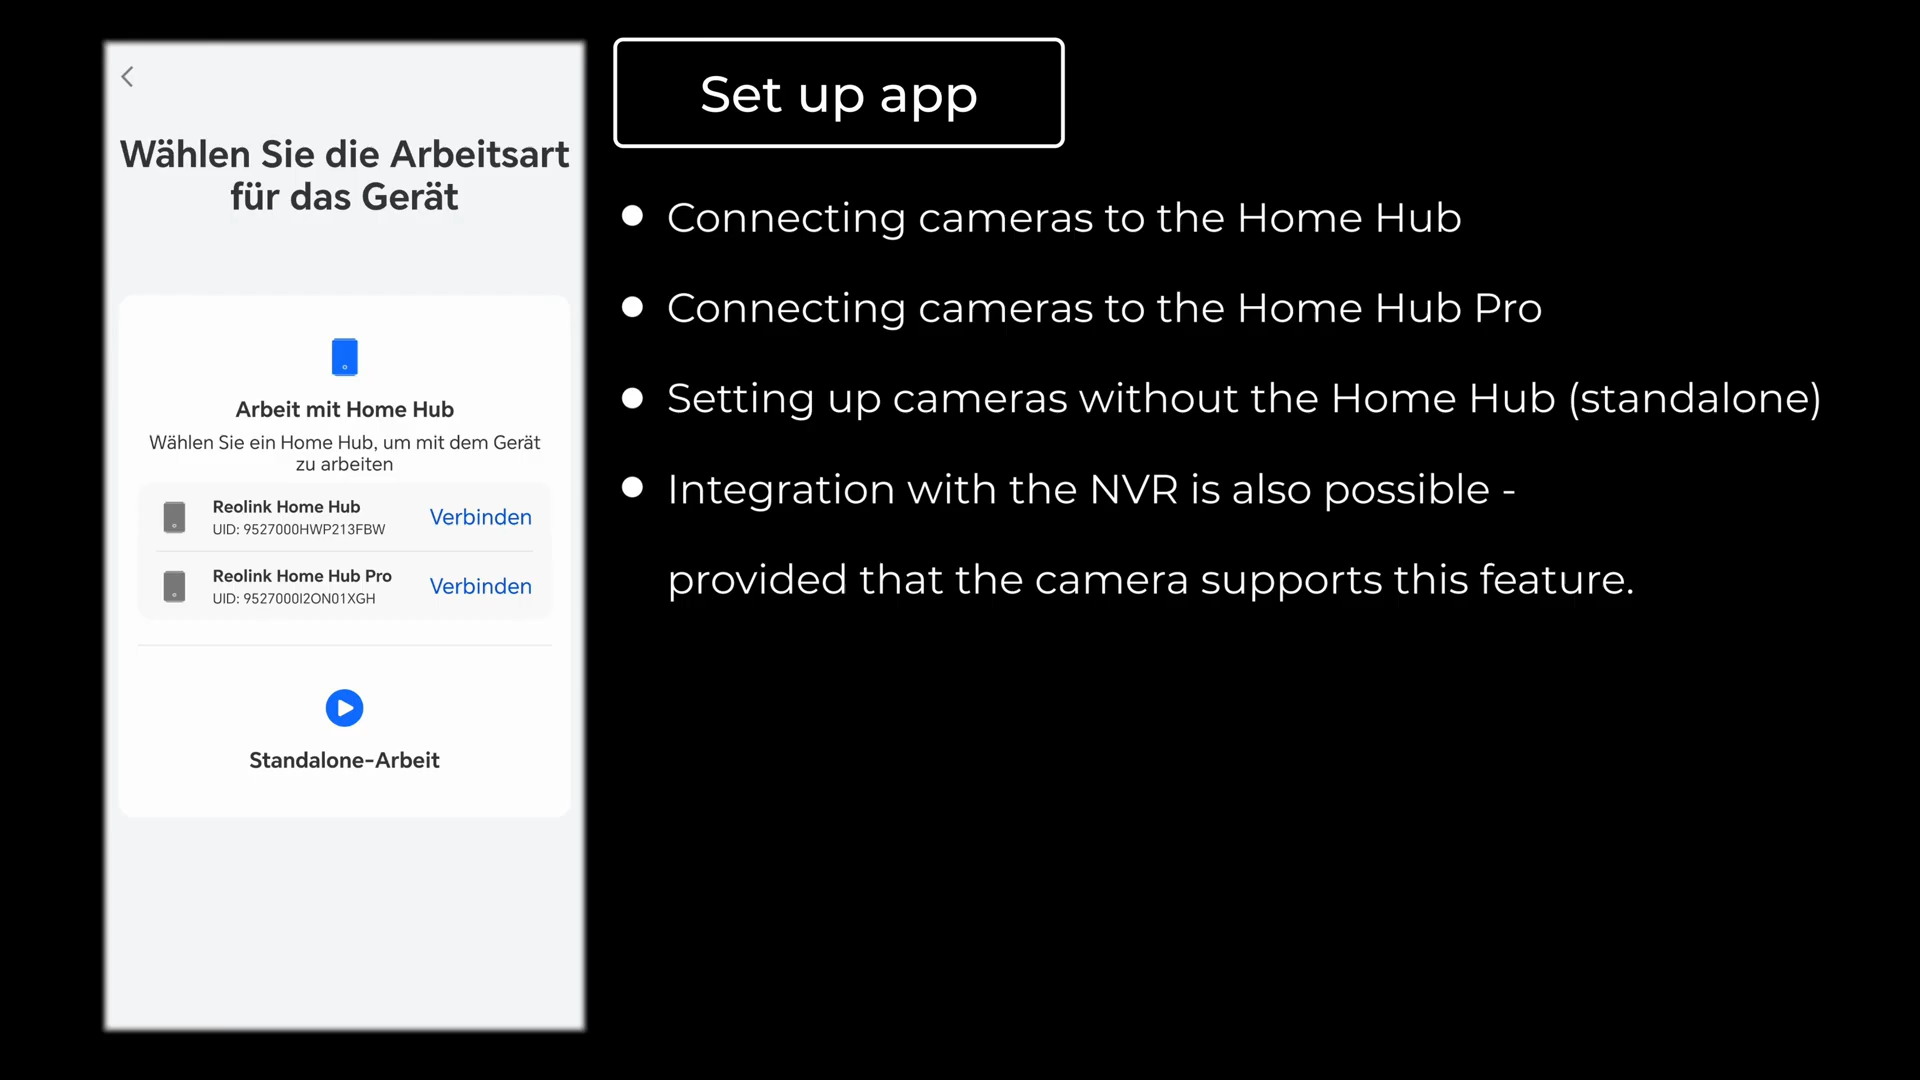 Wählen Sie die Arbeitsart
für das Gerät
Arbeit mit Home Hub
Wählen Sie ein Home Hub, um mit dem Gerät
zu arbeiten
Reolink Home Hub
UID: 9527000HWP213FBW
Verbinden
Reolink Home Hub Pro
UID: 9527000I2ON01XGH
Verbinden
Standalone-Arbeit
Set up app
● Connecting cameras to the Home Hub
● Connecting cameras to the Home Hub Pro
● Setting up cameras without the Home Hub (standalone)
● Integration with the NVR is also possible -
provided that the camera supports this feature.